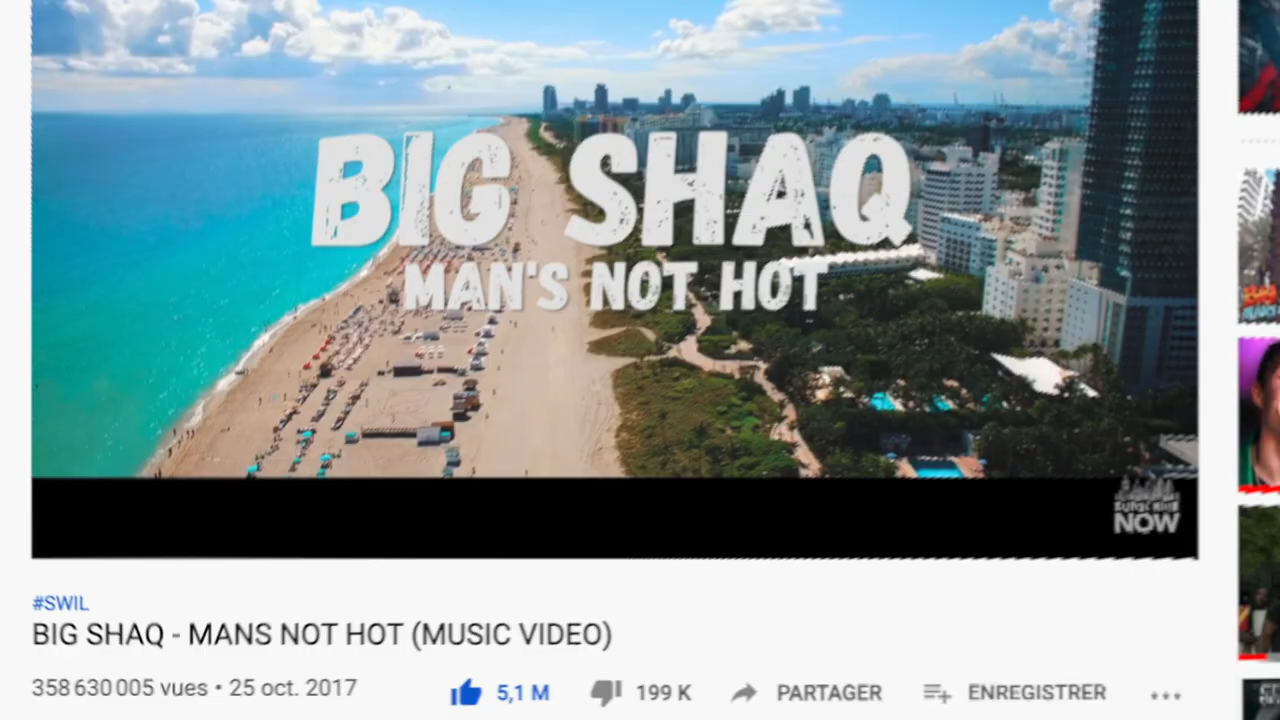 BIG SHAQ
MAN'S NOT HOT
SUBSCRIBE
NOW
#SWIL
BIG SHAQ - MANS NOT HOT (MUSIC VIDEO)
358 630 005 vues • 25 oct. 2017
5,1 M 199 K PARTAGER ENREGISTRER